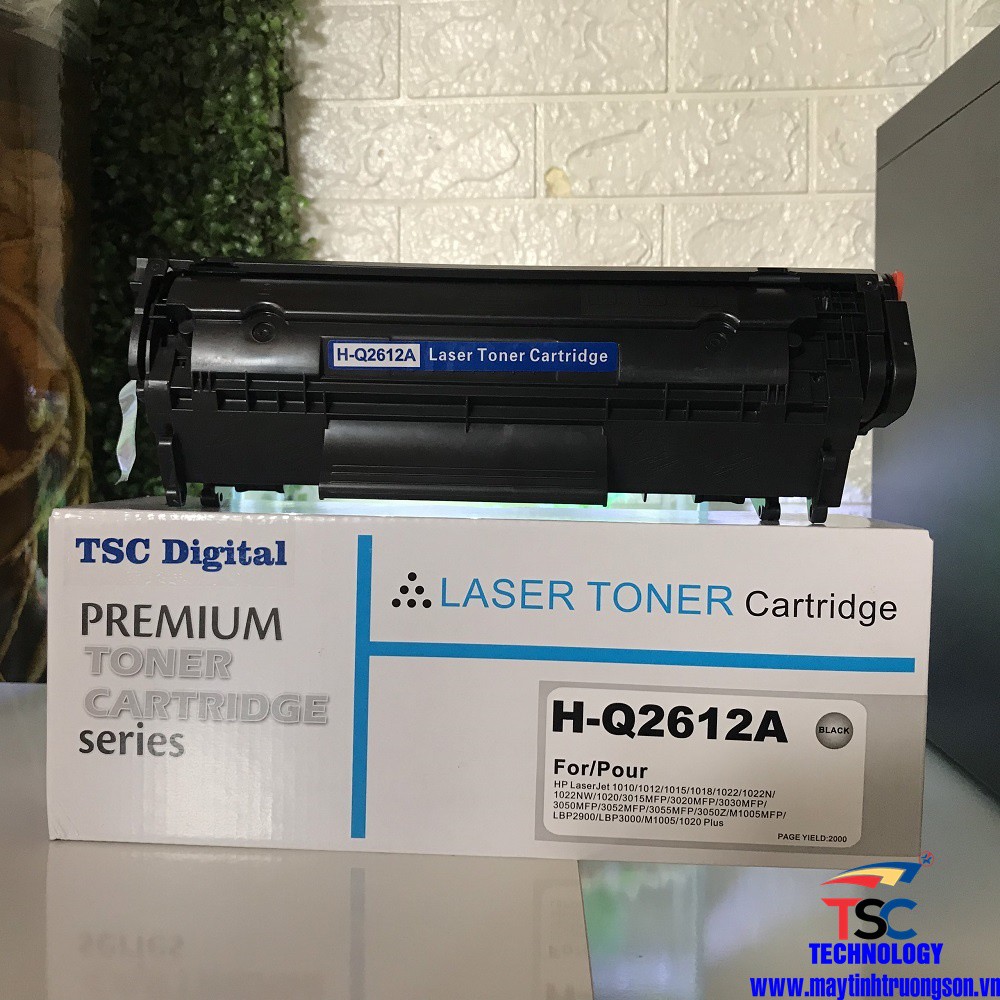 H-Q2612A Laser Toner Cartridge
TSC Digital
PREMIUM
TONER
CARTRIDGE
series
LASER TONER Cartridge
H-Q2612A
BLACK
For/Pour
HP LaserJet 1010/1012/1015/1018/1022/1022N/
1022NW/1020/3015MFP/3020MFP/3030MFP/
3050MFP/3052MFP/3055MFP/3050Z/M1005MFP/
LBP2900/LBP3000/M1005/1020 Plus
PAGE YIELD:2000
TSC
TECHNOLOGY
www.maytinhtruongson.vn